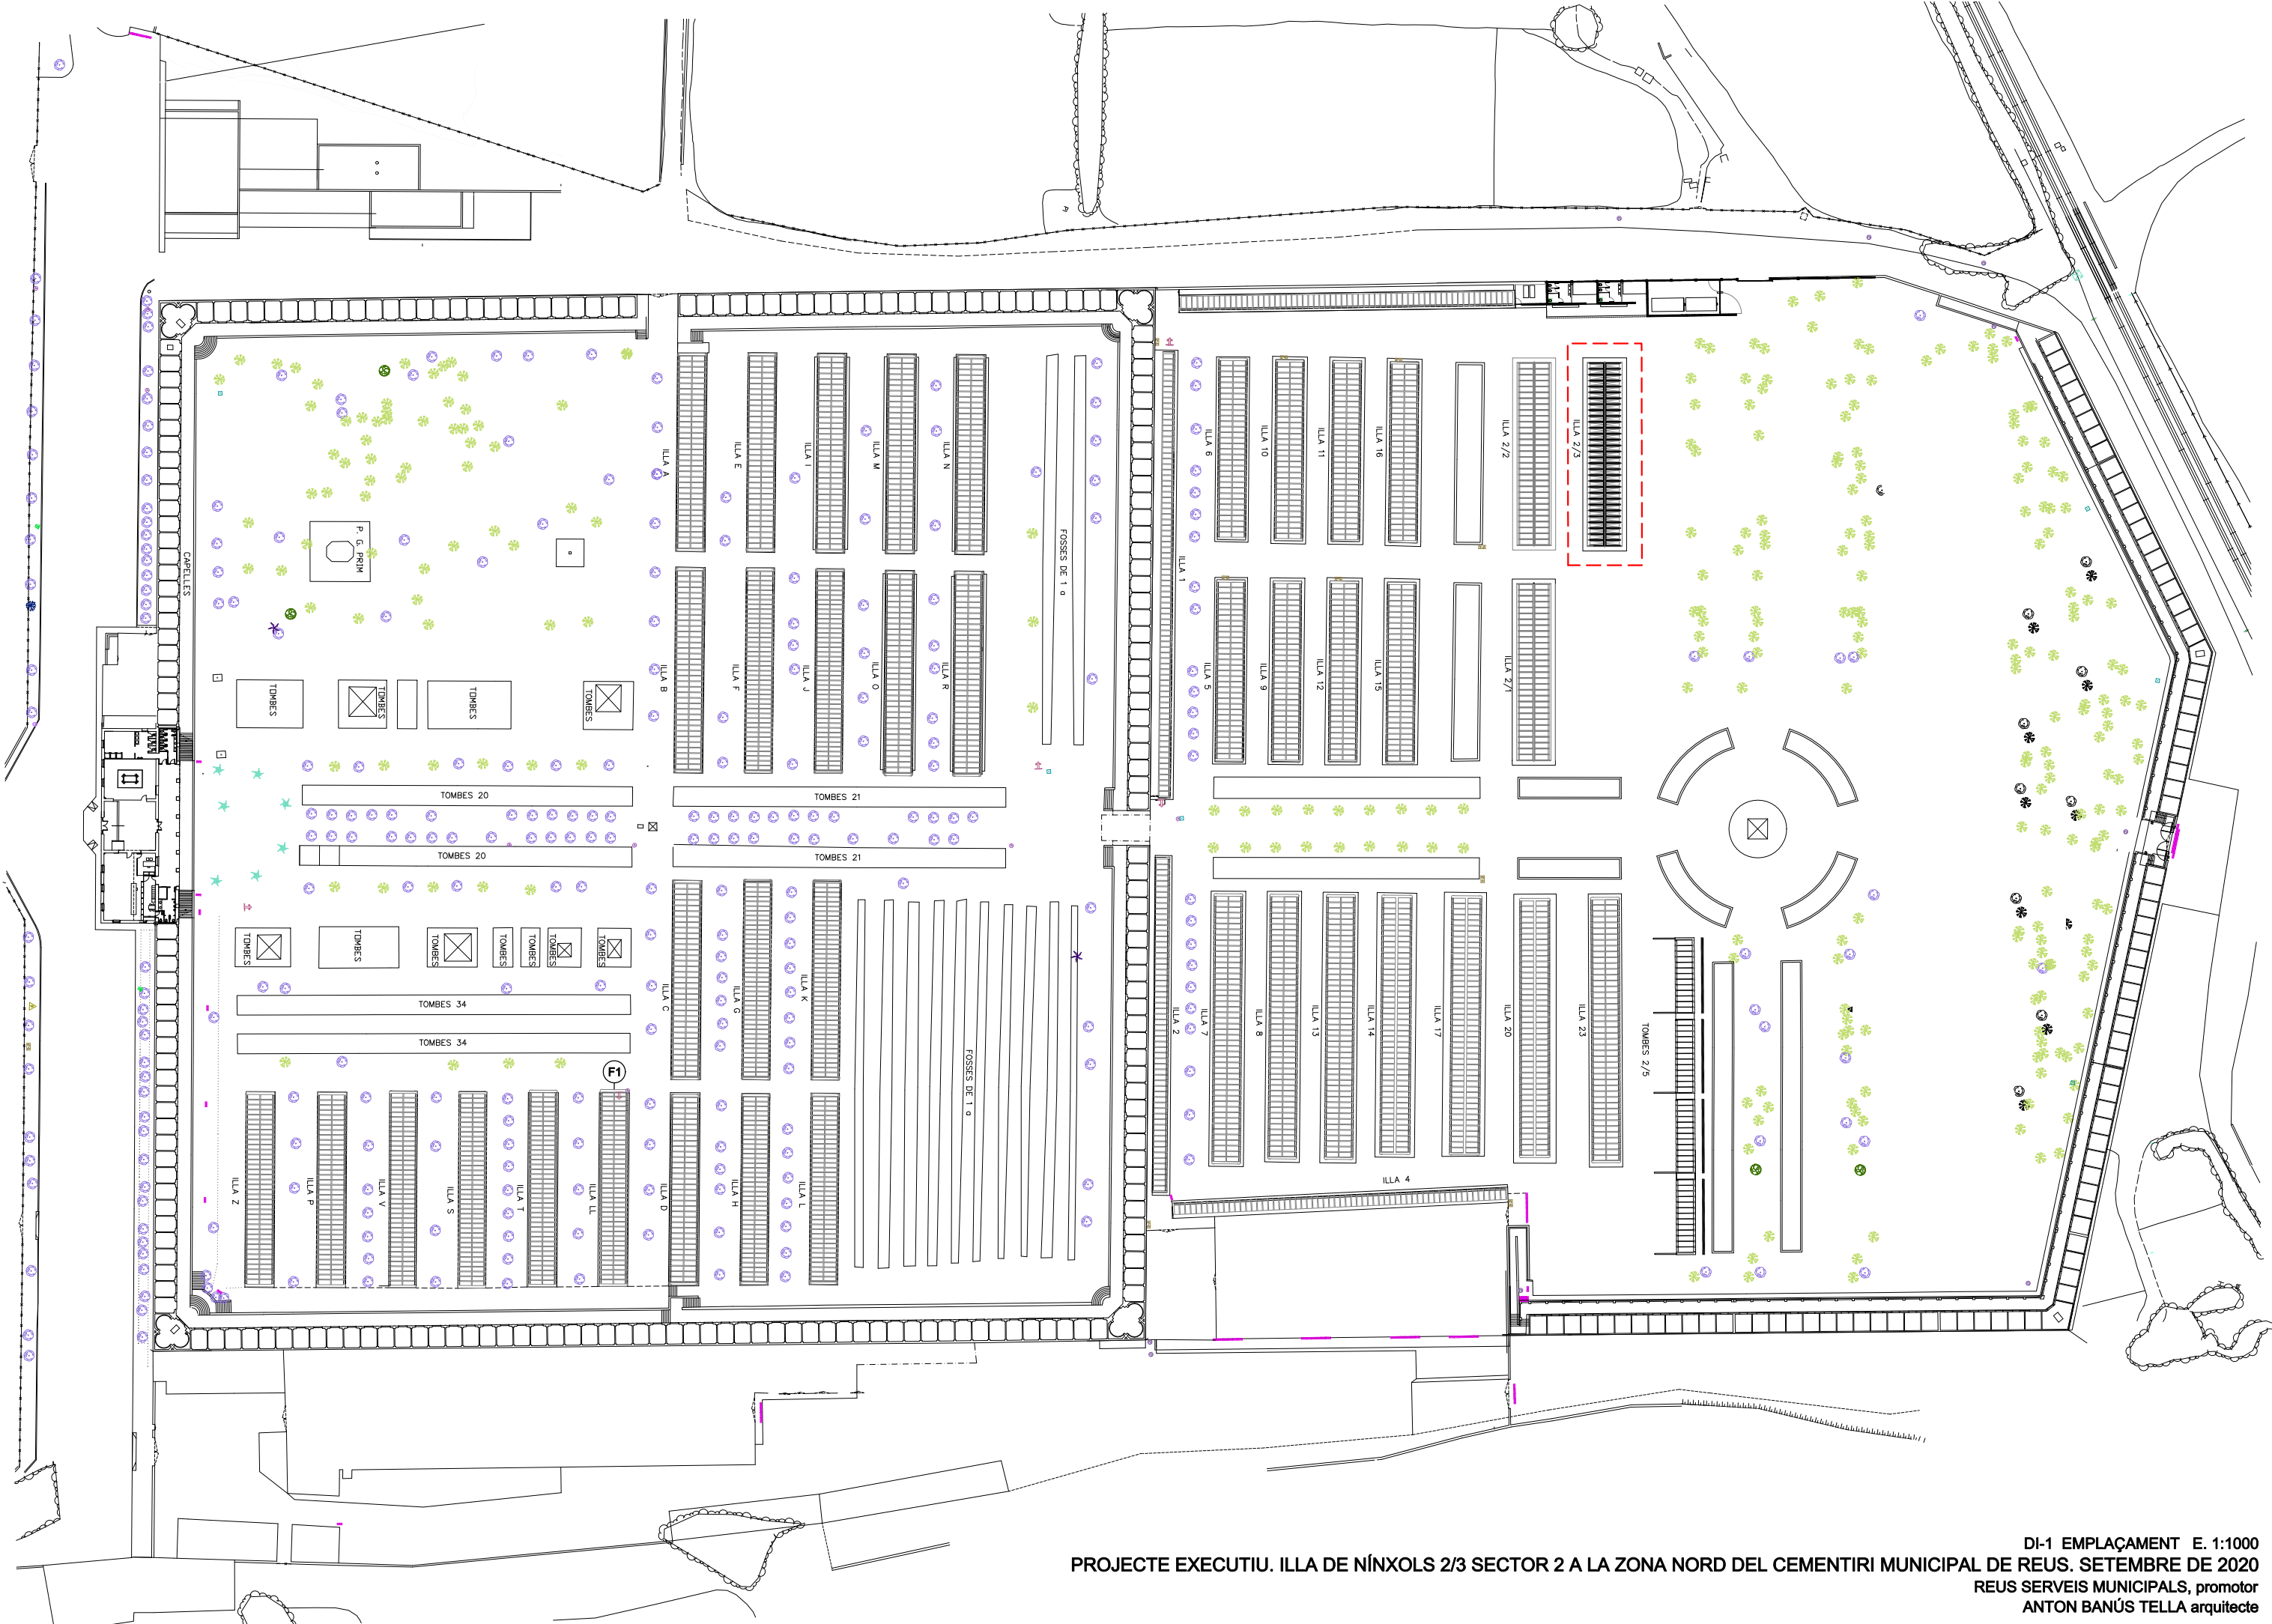 ILLA A
ILLA E
ILLA I
ILLA M
ILLA N
FOSSES DE 1 a
ILLA 1
ILLA 6
ILLA 10
ILLA 11
ILLA 16
ILLA 2/2
ILLA 2/3
CAPELLES
P. G. PRIM
TOMBES
TOMBES
TOMBES
TOMBES
ILLA B
ILLA F
ILLA J
ILLA O
ILLA R
ILLA 5
ILLA 9
ILLA 12
ILLA 15
ILLA 2/1
TOMBES 20
TOMBES 21
TOMBES 20
TOMBES 21
TOMBES
TOMBES
TOMBES
TOMBES
TOMBES
TOMBES
TOMBES
ILLA C
ILLA G
ILLA K
TOMBES 34
TOMBES 34
FOSSES DE 1 a
ILLA 2
ILLA 7
ILLA 8
ILLA 13
ILLA 14
ILLA 17
ILLA 20
ILLA 23
TOMBES 2/5
F1
ILLA Z
ILLA P
ILLA V
ILLA S
ILLA T
ILLA LL
ILLA D
ILLA H
ILLA L
ILLA 4
DI-1 EMPLAÇAMENT E. 1:1000
PROJECTE EXECUTIU. ILLA DE NÍNXOLS 2/3 SECTOR 2 A LA ZONA NORD DEL CEMENTIRI MUNICIPAL DE REUS. SETEMBRE DE 2020
REUS SERVEIS MUNICIPALS, promotor
ANTON BANÚS TELLA arquitecte